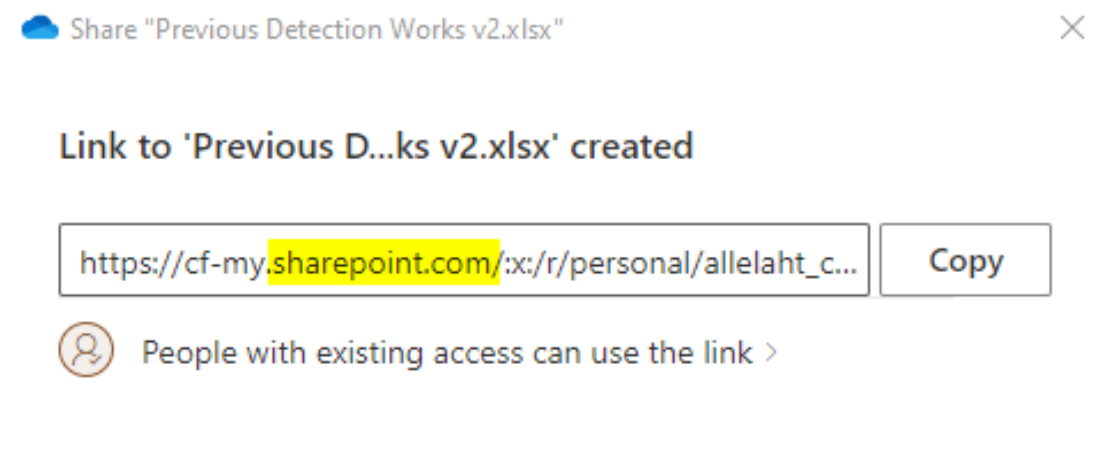 Share "Previous Detection Works v2.xlsx"
Link to 'Previous D...ks v2.xlsx' created
https://cf-my.sharepoint.com/:x:/r/personal/allelaht_c...
Copy
People with existing access can use the link